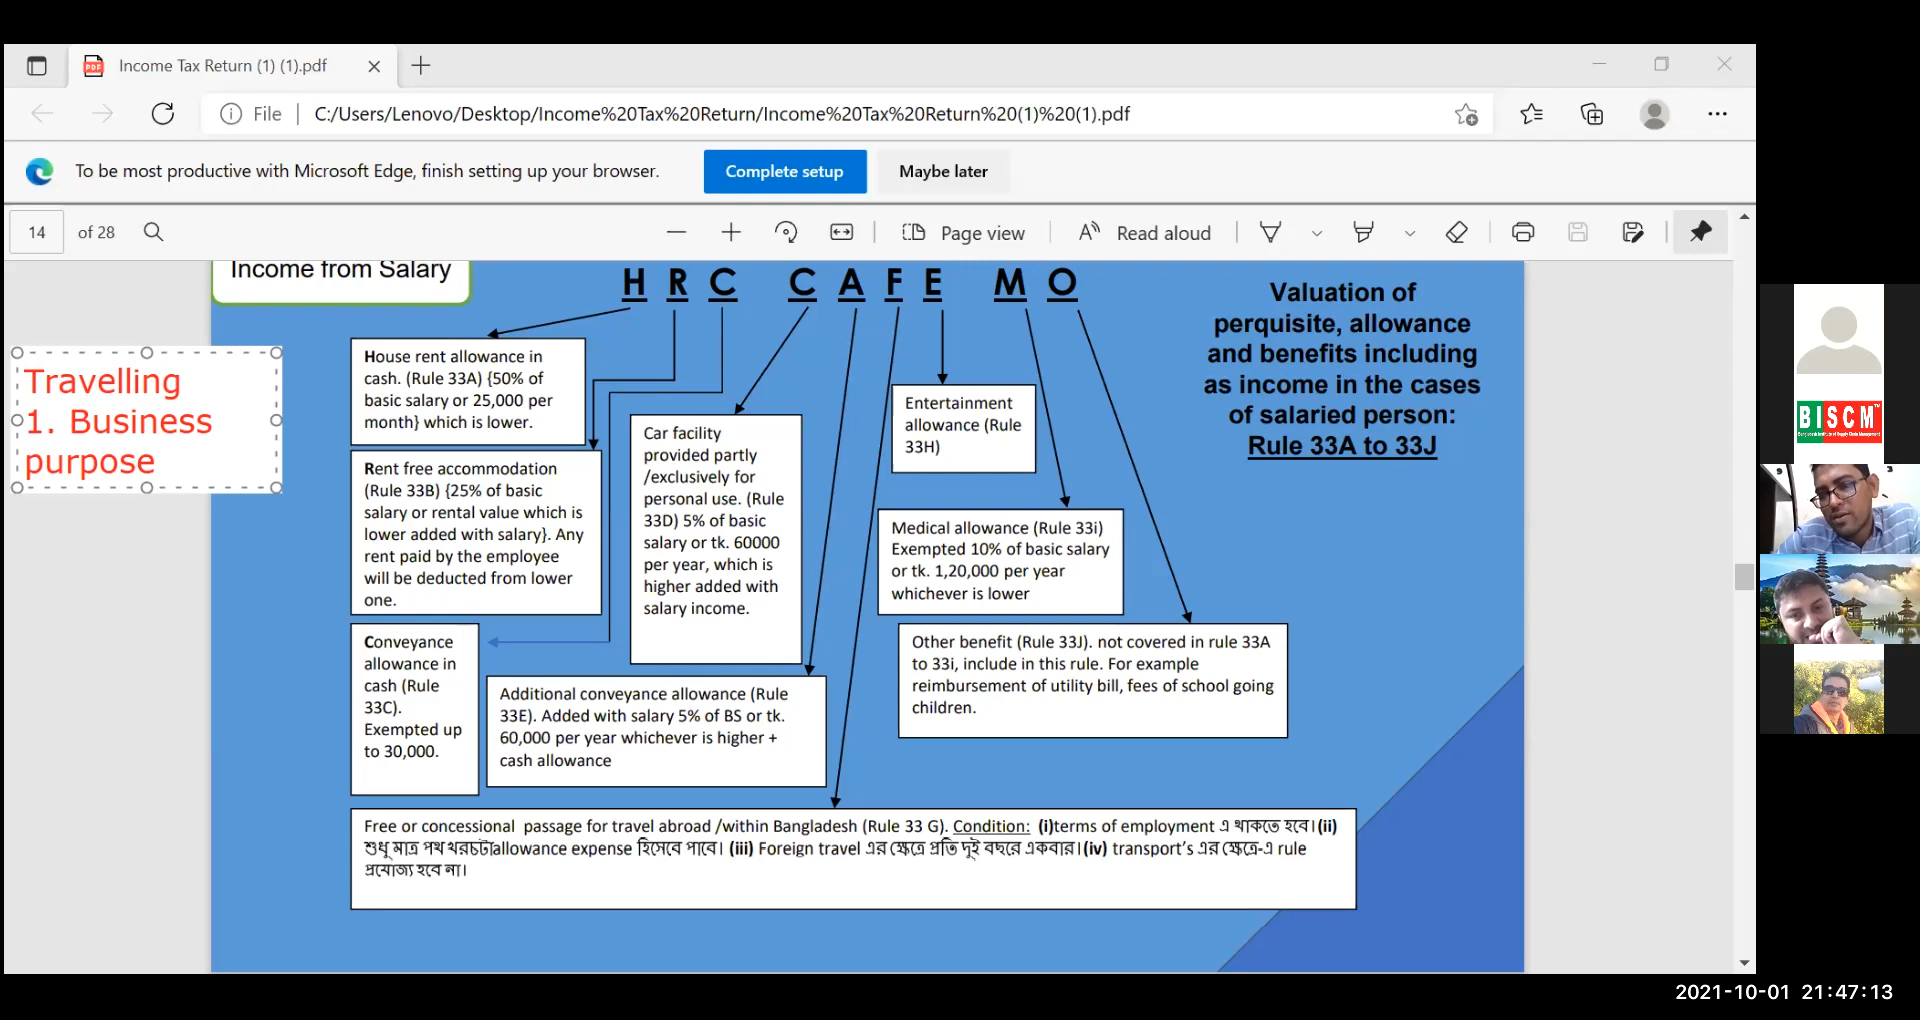 Income Tax Return (1) (1).pdf
File
C:/Users/Lenovo/Desktop/Income%20Tax%20Return/Income%20Tax%20Return%20(1)%20(1).pdf
To be most productive with Microsoft Edge, finish setting up your browser.
Complete setup
Maybe later
14
of 28
Page view
Read aloud
Income from Salary
H R C C A F E M O
Valuation of
perquisite, allowance
and benefits including
as income in the cases
of salaried person:
Rule 33A to 33J
Travelling
1. Business
purpose
House rent allowance in
cash. (Rule 33A) {50% of
basic salary or 25,000 per
month} which is lower.
Rent free accommodation
(Rule 33B) {25% of basic
salary or rental value which is
lower added with salary}. Any
rent paid by the employee
will be deducted from lower
one.
Conveyance
allowance in
cash (Rule
33C).
Exempted up
to 30,000.
Car facility
provided partly
/exclusively for
personal use. (Rule
33D) 5% of basic
salary or tk. 60000
per year, which is
higher added with
salary income.
Additional conveyance allowance (Rule
33E). Added with salary 5% of BS or tk.
60,000 per year whichever is higher +
cash allowance
Entertainment
allowance (Rule
33H)
Medical allowance (Rule 33i)
Exempted 10% of basic salary
or tk. 1,20,000 per year
whichever is lower
Other benefit (Rule 33J). not covered in rule 33A
to 33i, include in this rule. For example
reimbursement of utility bill, fees of school going
children.
Free or concessional passage for travel abroad /within Bangladesh (Rule 33 G). Condition: (i)terms of employment এ থাকতে হবে।(ii)
শুধু মাত্র পথ খরচটাallowance expense হিসেবে পাবে। (iii) Foreign travel এর ক্ষেত্রে প্রতি দুই বছরে একবার।(iv) transport's এর ক্ষেত্রে-এ rule
প্রযোজ্য হবে না।
BISCM
2021-10-01 21:47:13